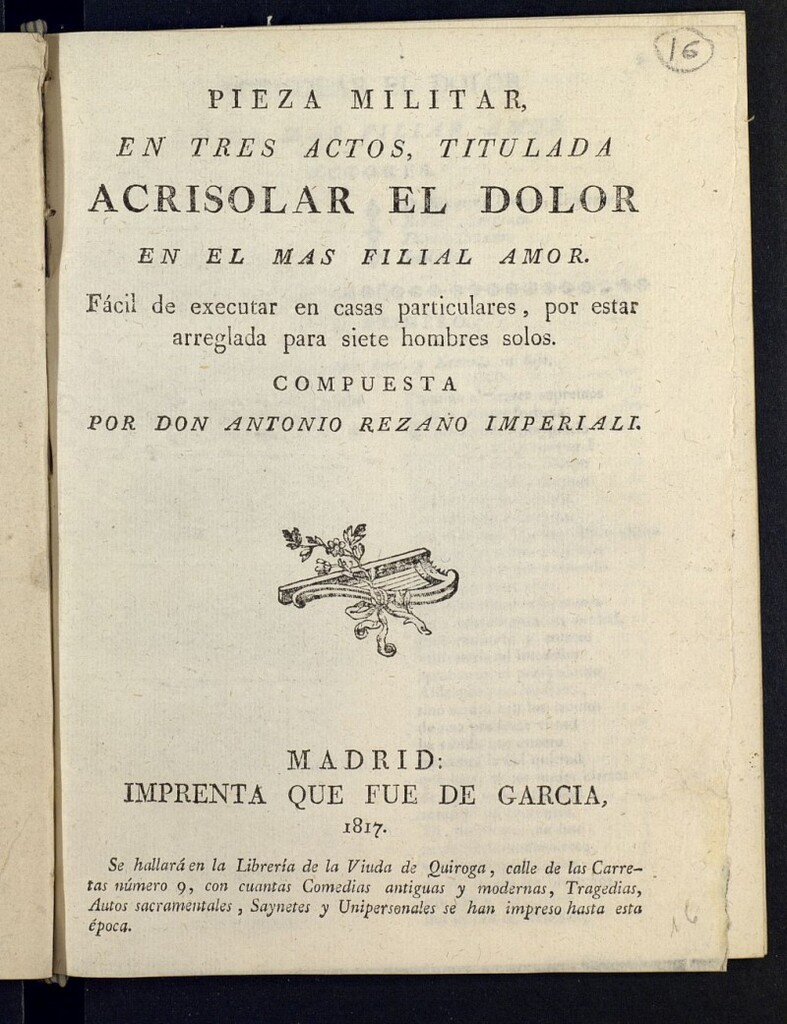 16
PIEZA MILITAR,
EN TRES ACTOS, TITULADA
ACRISOLAR EL DOLOR
EN EL MAS FILIAL AMOR.
Fácil de executar en casas particulares, por estar
arreglada para siete hombres solos.
COMPUESTA
POR DON ANTONIO REZAÑO IMPERIALI.
MADRID:
IMPRENTA QUE FUE DE GARCIA,
1817.
Se hallará en la Librería de la Viuda de Quiroga, calle de las Carre-
tas número 9, con cuantas Comedias antiguas y modernas, Tragedias,
Autos sacramentales, Saynetes y Unipersonales se han impreso hasta esta
época.
16